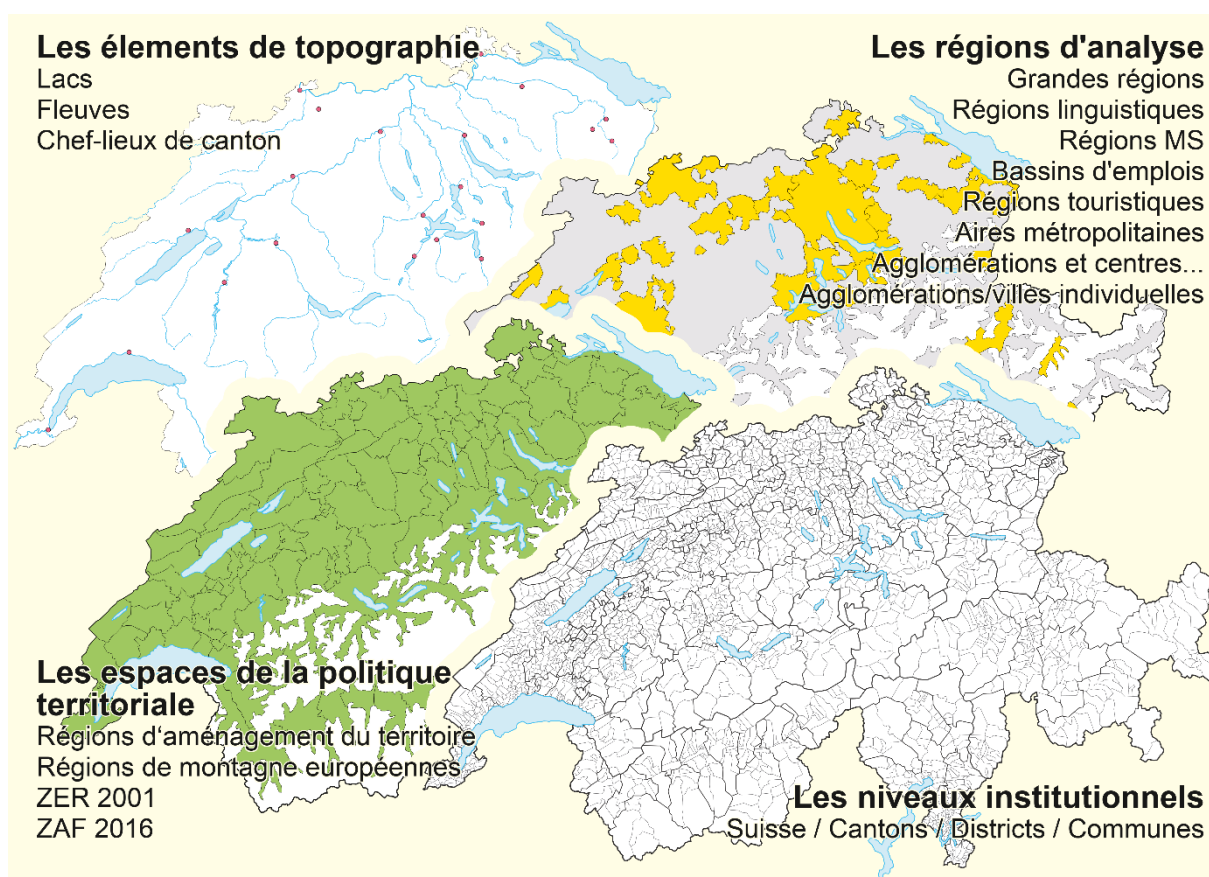 Les élements de topographie
Lacs
Fleuves
Chef-lieux de canton
Les régions d'analyse
Grandes régions
Régions linguistiques
Régions MS
Bassins d'emplois
Régions touristiques
Aires métropolitaines
Agglomérations et centres...
Agglomérations/villes individuelles
Les espaces de la politique
territoriale
Régions d‘aménagement du territoire
Régions de montagne européennes
ZER 2001
ZAF 2016
Les niveaux institutionnels
Suisse / Cantons / Districts / Communes